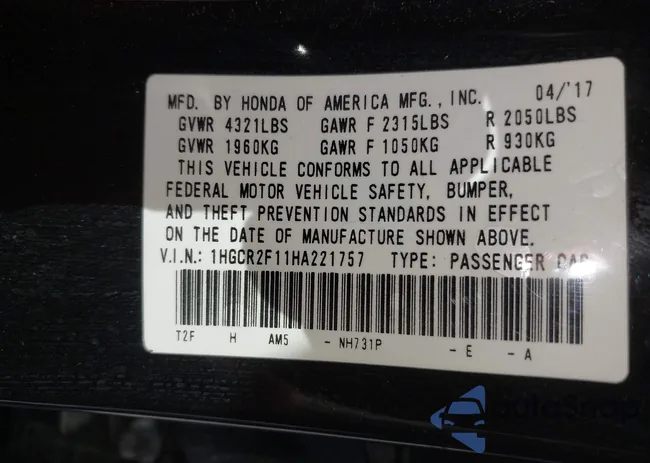 MFD. BY HONDA OF AMERICA MFG., INC. 04/'17
GVWR 4321LBS GAWR F 2315LBS R 2050LBS
GVWR 1960KG GAWR F 1050KG R 930KG
THIS VEHICLE CONFORMS TO ALL APPLICABLE
FEDERAL MOTOR VEHICLE SAFETY, BUMPER,
AND THEFT PREVENTION STANDARDS IN EFFECT
ON THE DATE OF MANUFACTURE SHOWN ABOVE.
V.I.N.: 1HGCR2F11HA221757 TYPE: PASSENGER CAR
T2F H AM5 - NH731P - E - A